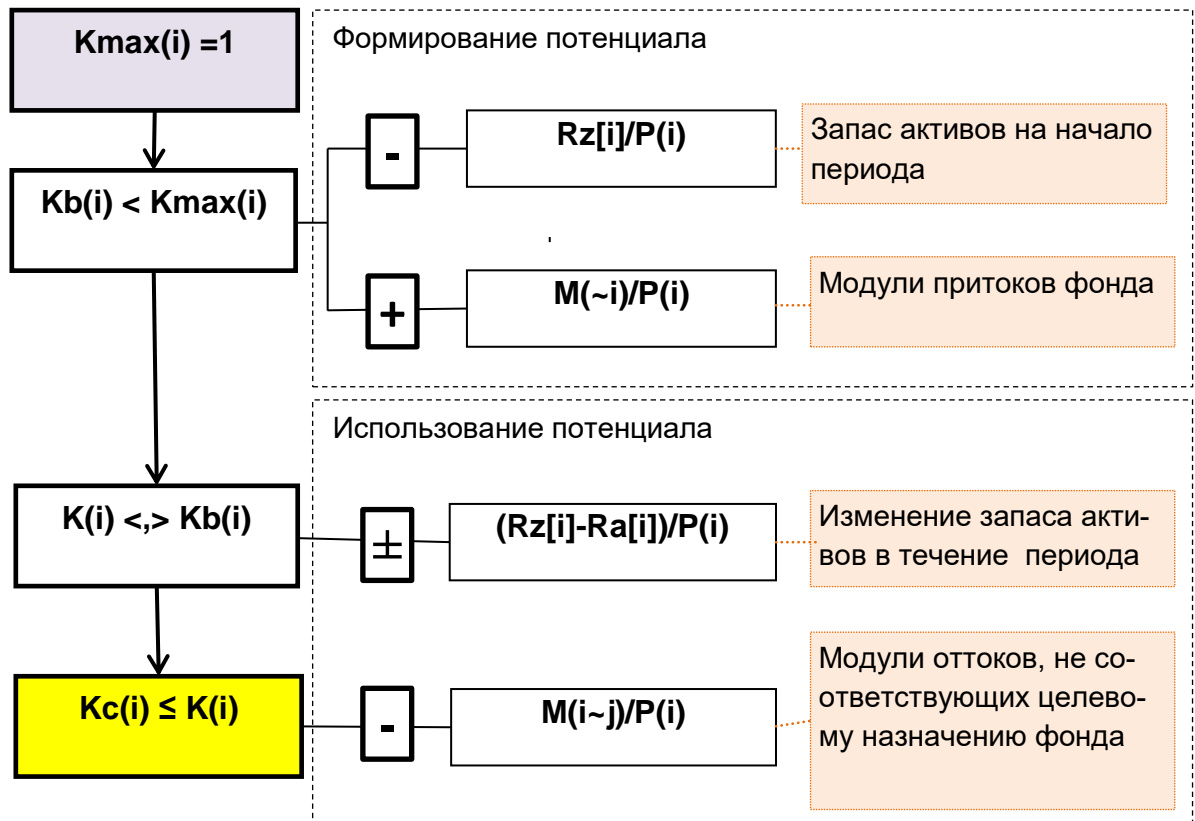 Kmax(i) =1
Формирование потенциала
-
Rz[i]/P(i)
Запас активов на начало
периода
Kb(i) < Kmax(i)
+
M(~i)/P(i)
Модули притоков фонда
Использование потенциала
K(i) <,> Kb(i)
±
(Rz[i]-Ra[i])/P(i)
Изменение запаса акти-
вов в течение периода
Kc(i) ≤ K(i)
-
M(i~j)/P(i)
Модули оттоков, не со-
ответствующих целево-
му назначению фонда